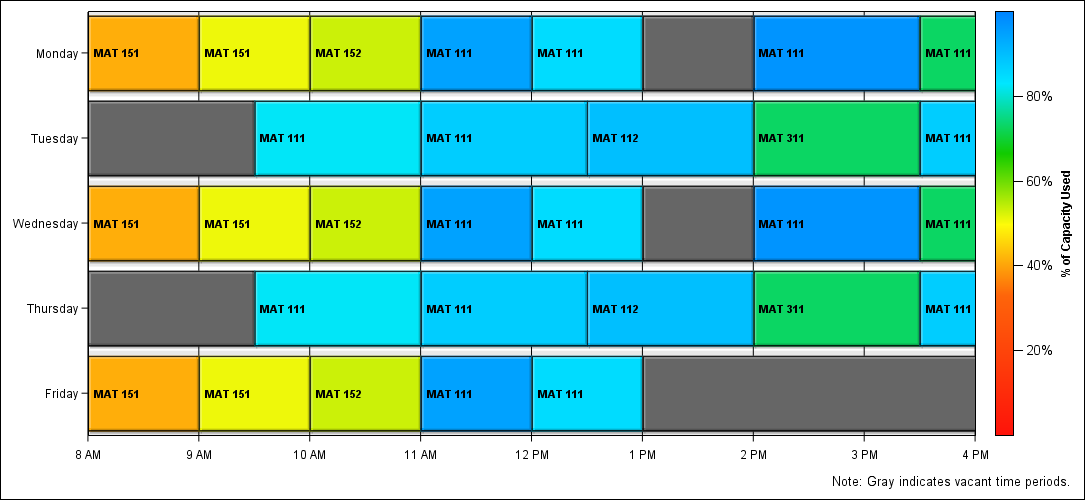 Monday MAT 151 MAT 151 MAT 152 MAT 111 MAT 111 MAT 111 MAT 111
80%
Tuesday MAT 111 MAT 111 MAT 112 MAT 311 MAT 111
60%
Wednesday MAT 151 MAT 151 MAT 152 MAT 111 MAT 111 MAT 111 MAT 111
% of Capacity Used
40%
Thursday MAT 111 MAT 111 MAT 112 MAT 311 MAT 111
20%
Friday MAT 151 MAT 151 MAT 152 MAT 111 MAT 111
8 AM 9 AM 10 AM 11 AM 12 PM 1 PM 2 PM 3 PM 4 PM
Note: Gray indicates vacant time periods.